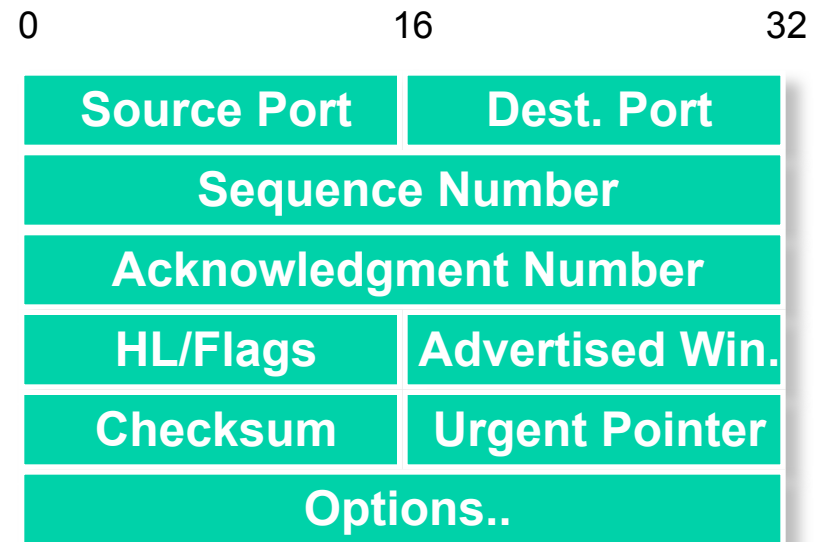 0 16 32
Source Port Dest. Port
Sequence Number
Acknowledgment Number
HL/Flags Advertised Win.
Checksum Urgent Pointer
Options..